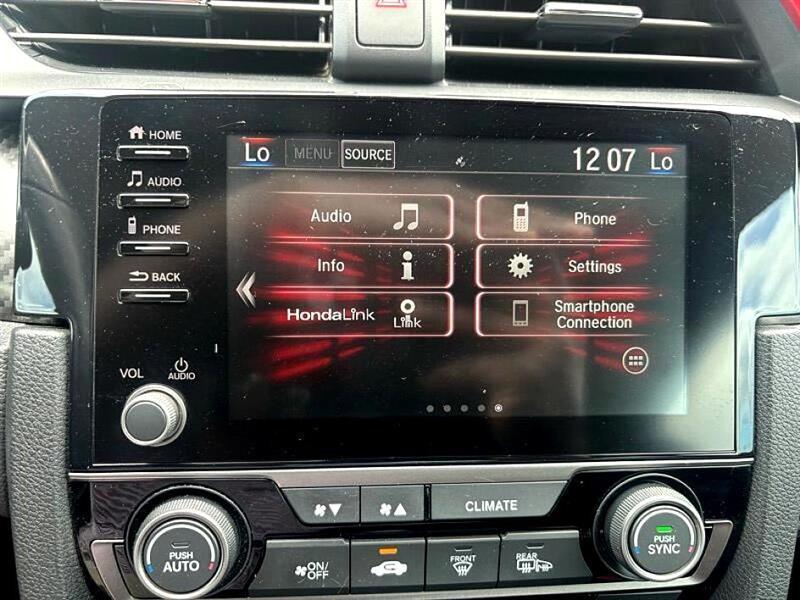 HOME
AUDIO
PHONE
BACK
Lo MENU SOURCE 12 07 Lo
Audio
Phone
Info
Settings
HondaLink Link
Smartphone
Connection
VOL AUDIO
CLIMATE
PUSH
AUTO
ON/
OFF
FRONT
REAR
PUSH
SYNC